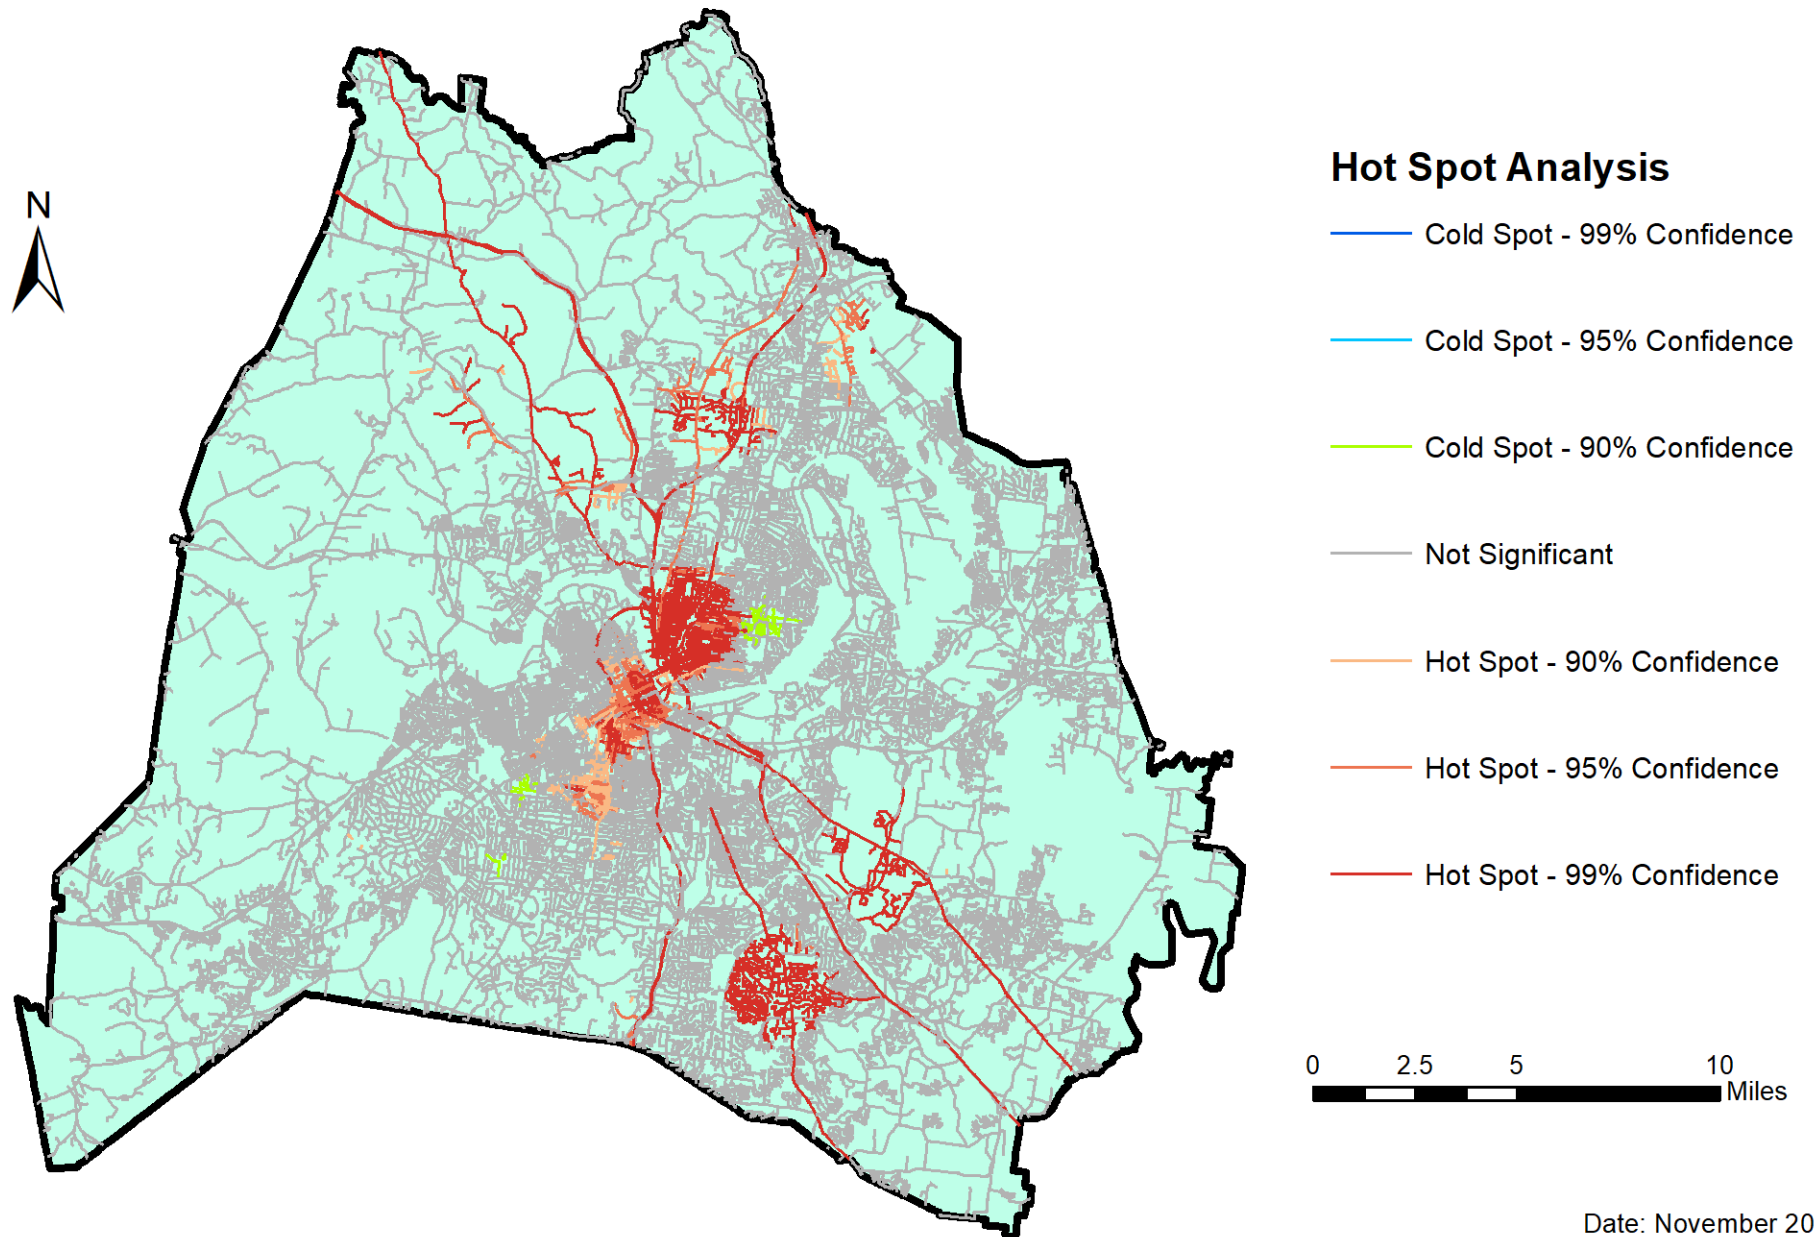 N
Hot Spot Analysis
Cold Spot - 99% Confidence
Cold Spot - 95% Confidence
Cold Spot - 90% Confidence
Not Significant
Hot Spot - 90% Confidence
Hot Spot - 95% Confidence
Hot Spot - 99% Confidence
0 2.5 5 10
Miles
Date: November 20